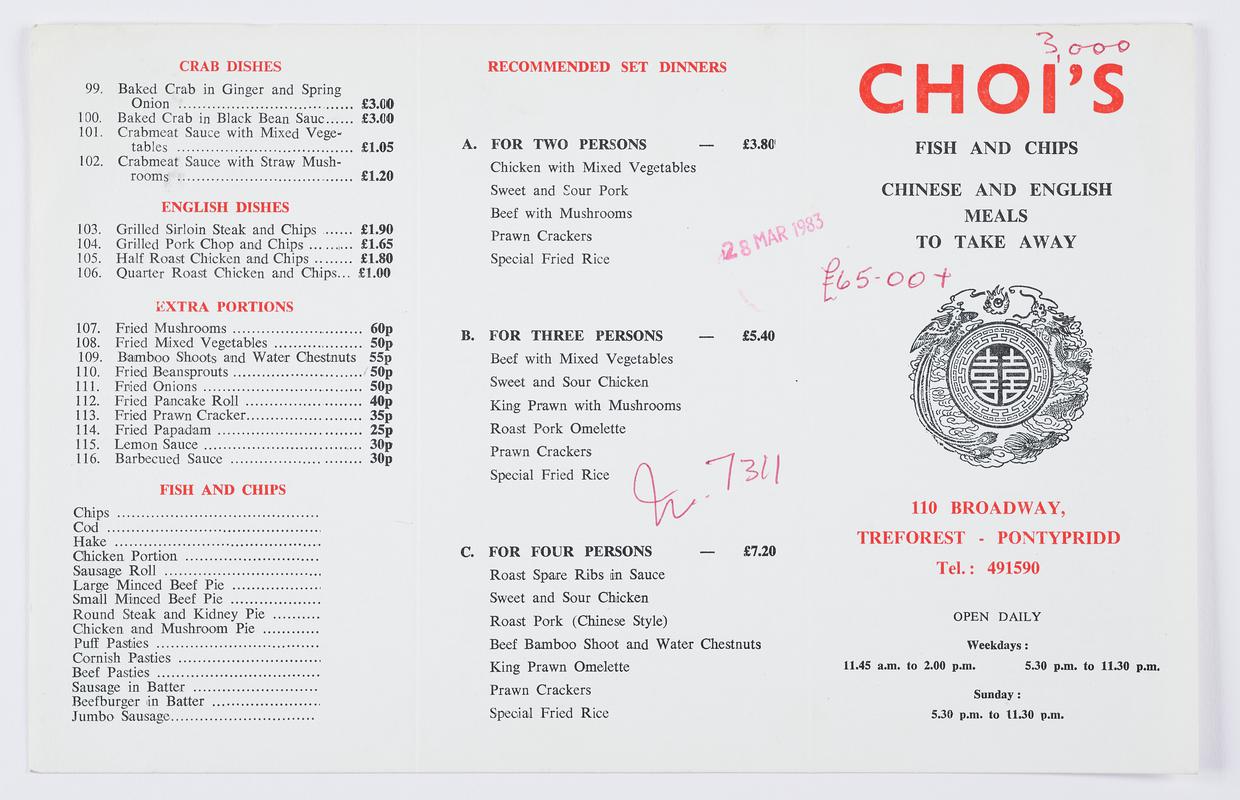 CRAB DISHES
99. Baked Crab in Ginger and Spring
Onion ................................... £3.00
100. Baked Crab in Black Bean Sauc...... £3.00
101. Crabmeat Sauce with Mixed Vege-
tables ................................... £1.05
102. Crabmeat Sauce with Straw Mush-
rooms ................................... £1.20
ENGLISH DISHES
103. Grilled Sirloin Steak and Chips ...... £1.90
104. Grilled Pork Chop and Chips ......... £1.65
105. Half Roast Chicken and Chips ........ £1.80
106. Quarter Roast Chicken and Chips... £1.00
EXTRA PORTIONS
107. Fried Mushrooms .......................... 60p
108. Fried Mixed Vegetables .................. 50p
109. Bamboo Shoots and Water Chestnuts 55p
110. Fried Beansprouts .......................... 50p
111. Fried Onions ................................ 50p
112. Fried Pancake Roll ........................ 40p
113. Fried Prawn Cracker....................... 35p
114. Fried Papadam .............................. 25p
115. Lemon Sauce ................................ 30p
116. Barbecued Sauce ........................... 30p
FISH AND CHIPS
Chips ..........................................
Cod .............................................
Hake ...........................................
Chicken Portion ............................
Sausage Roll ................................
Large Minced Beef Pie ...................
Small Minced Beef Pie ..................
Round Steak and Kidney Pie ..........
Chicken and Mushroom Pie ............
Puff Pasties .................................
Cornish Pasties .............................
Beef Pasties .................................
Sausage in Batter ..........................
Beefburger in Batter ......................
Jumbo Sausage..............................
RECOMMENDED SET DINNERS
A. FOR TWO PERSONS — £3.80
Chicken with Mixed Vegetables
Sweet and Sour Pork
Beef with Mushrooms
Prawn Crackers
Special Fried Rice
28 MAR 1983
B. FOR THREE PERSONS — £5.40
Beef with Mixed Vegetables
Sweet and Sour Chicken
King Prawn with Mushrooms
Roast Pork Omelette
Prawn Crackers
Special Fried Rice
7311
C. FOR FOUR PERSONS — £7.20
Roast Spare Ribs in Sauce
Sweet and Sour Chicken
Roast Pork (Chinese Style)
Beef Bamboo Shoot and Water Chestnuts
King Prawn Omelette
Prawn Crackers
Special Fried Rice
3,000
CHOI'S
FISH AND CHIPS
CHINESE AND ENGLISH
MEALS
TO TAKE AWAY
£65-00+
110 BROADWAY,
TREFOREST - PONTYPRIDD
Tel.: 491590
OPEN DAILY
Weekdays:
11.45 a.m. to 2.00 p.m. 5.30 p.m. to 11.30 p.m.
Sunday:
5.30 p.m. to 11.30 p.m.